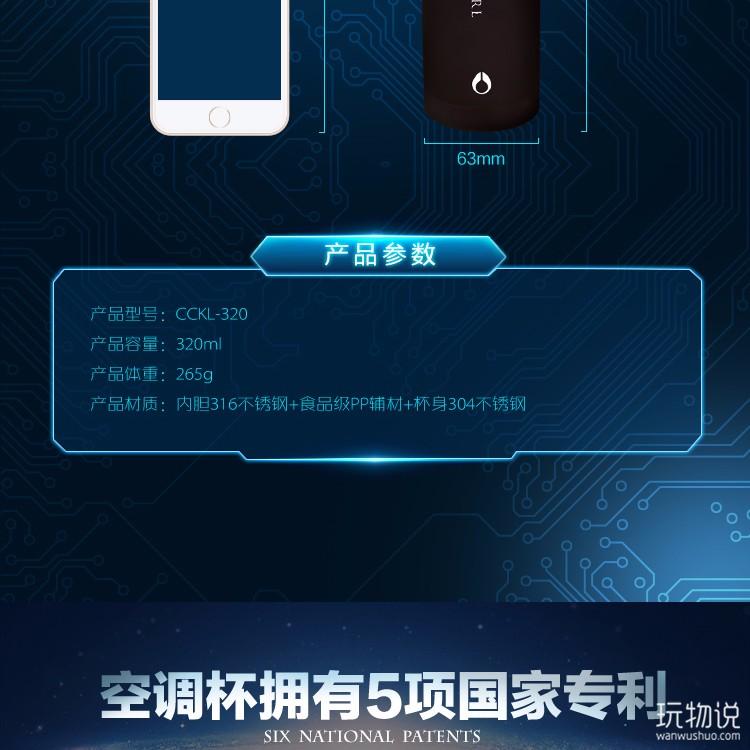 RL
63mm
产品参数
产品型号：CCKL-320
产品容量：320ml
产品体重：265g
产品材质：内胆316不锈钢+食品级PP辅材+杯身304不锈钢
空调杯拥有5项国家专利
SIX NATIONAL PATENTS
玩物说
wanwushuo.com